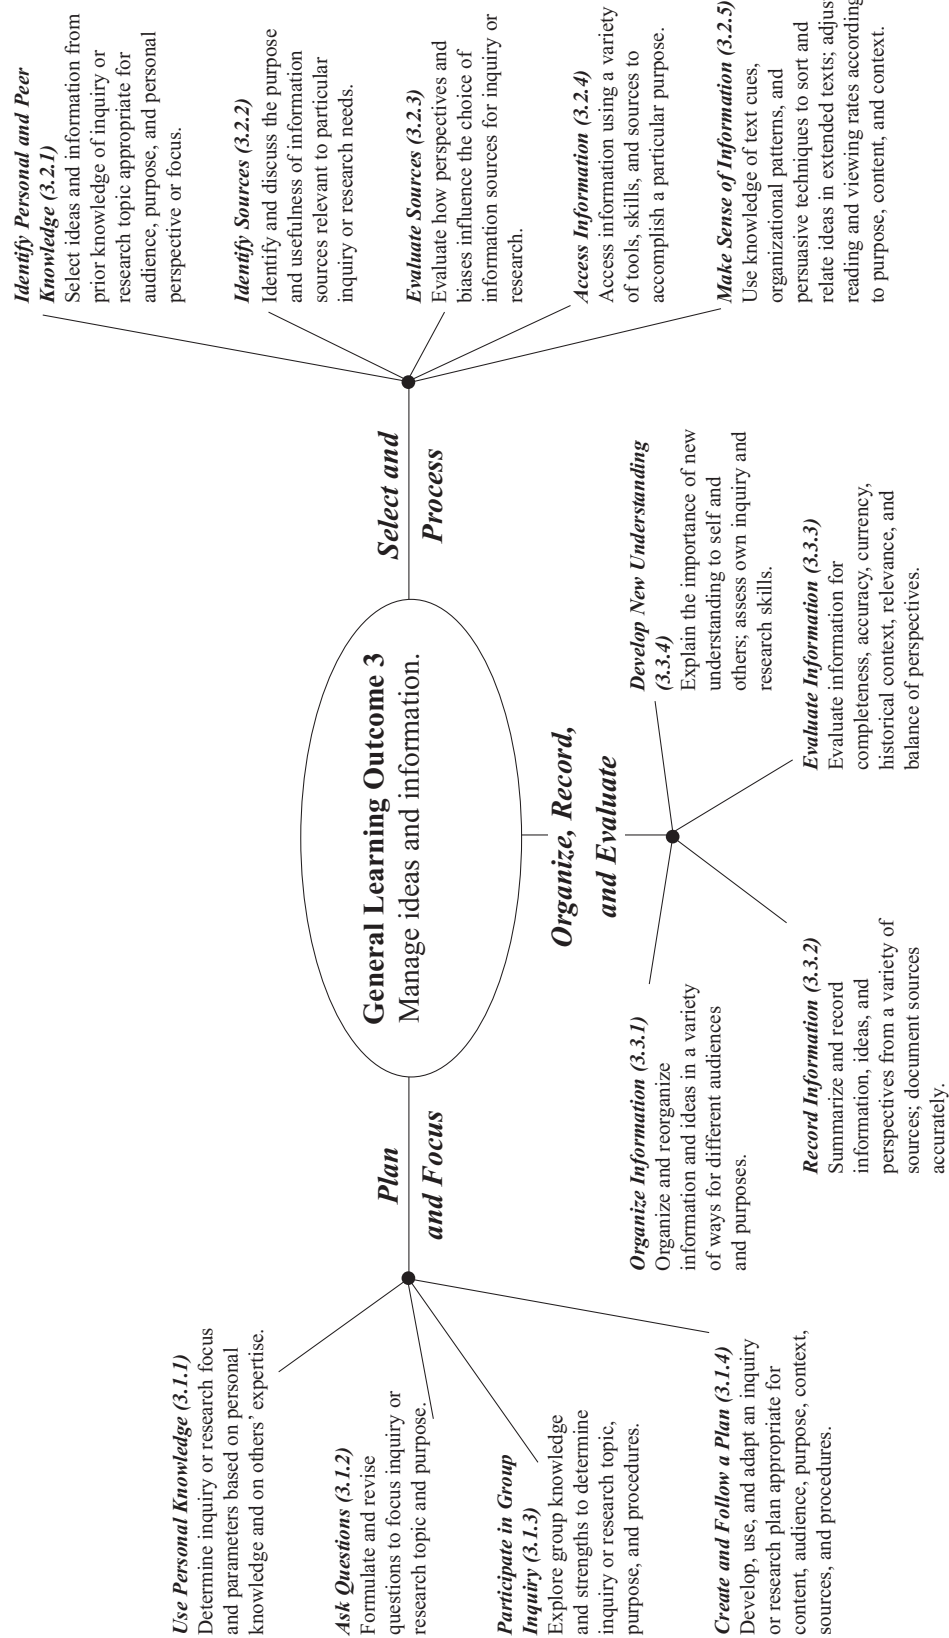 General Learning Outcome 3
Manage ideas and information.
Plan
and Focus
Use Personal Knowledge (3.1.1)
Determine inquiry or research focus
and parameters based on personal
knowledge and on others’ expertise.
Ask Questions (3.1.2)
Formulate and revise
questions to focus inquiry or
research topic and purpose.
Participate in Group
Inquiry (3.1.3)
Explore group knowledge
and strengths to determine
inquiry or research topic,
purpose, and procedures.
Create and Follow a Plan (3.1.4)
Develop, use, and adapt an inquiry
or research plan appropriate for
content, audience, purpose, context,
sources, and procedures.
Select and
Process
Identify Personal and Peer
Knowledge (3.2.1)
Select ideas and information from
prior knowledge of inquiry or
research topic appropriate for
audience, purpose, and personal
perspective or focus.
Identify Sources (3.2.2)
Identify and discuss the purpose
and usefulness of information
sources relevant to particular
inquiry or research needs.
Evaluate Sources (3.2.3)
Evaluate how perspectives and
biases influence the choice of
information sources for inquiry or
research.
Access Information (3.2.4)
Access information using a variety
of tools, skills, and sources to
accomplish a particular purpose.
Make Sense of Information (3.2.5)
Use knowledge of text cues,
organizational patterns, and
persuasive techniques to sort and
relate ideas in extended texts; adjus
reading and viewing rates according
to purpose, content, and context.
Organize, Record,
and Evaluate
Organize Information (3.3.1)
Organize and reorganize
information and ideas in a variety
of ways for different audiences
and purposes.
Record Information (3.3.2)
Summarize and record
information, ideas, and
perspectives from a variety of
sources; document sources
accurately.
Evaluate Information (3.3.3)
Evaluate information for
completeness, accuracy, currency,
historical context, relevance, and
balance of perspectives.
Develop New Understanding
(3.3.4)
Explain the importance of new
understanding to self and
others; assess own inquiry and
research skills.